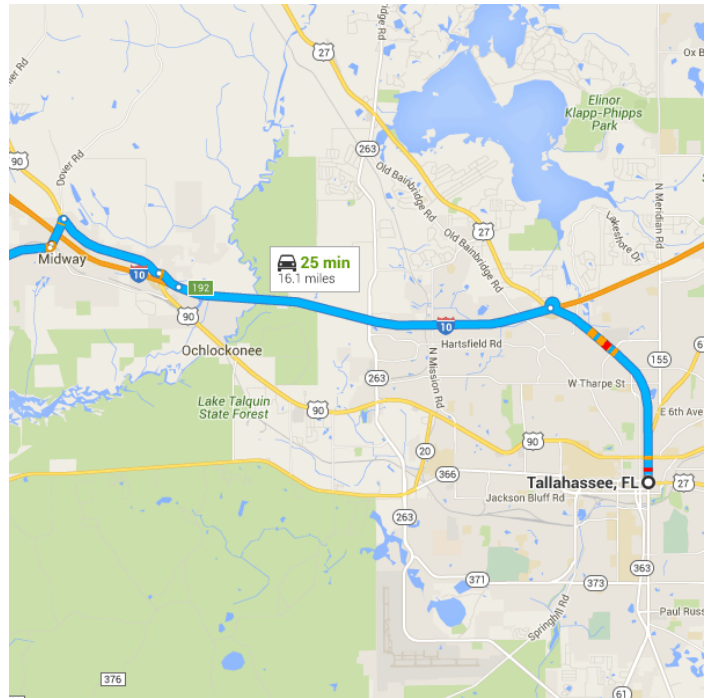 27
bridge Rd
Ox B
Elinor
Klapp-Phipps
Park
263
Old Bainbridge Rd
N Meridian Rd
90
Dover Rd
27
Lakeshore Dr
Old Bainbridge Rd
25 min
16.1 miles
Midway
10
192
90
10
Hartsfield Rd
Ochlockonee
N Mission Rd
155
W Tharpe St
263
Lake Talquin
State Forest
90
E 6th Ave
90
20
366
Tallahassee, FL
27
Jackson Bluff Rd
263
363
371
373
Springhill Rd
Paul Russ
376
61